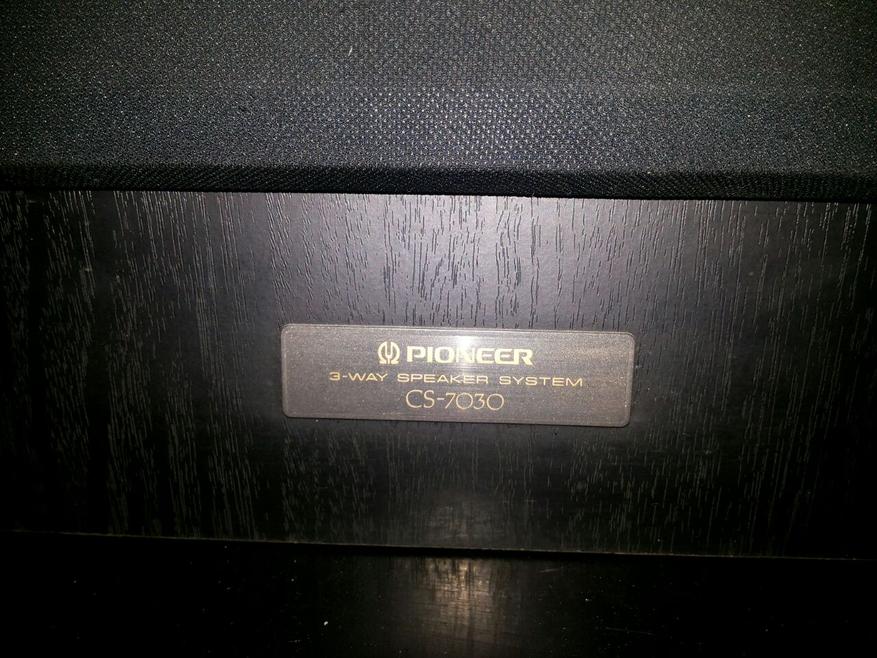 PIONEER
3-WAY SPEAKER SYSTEM
CS-7030